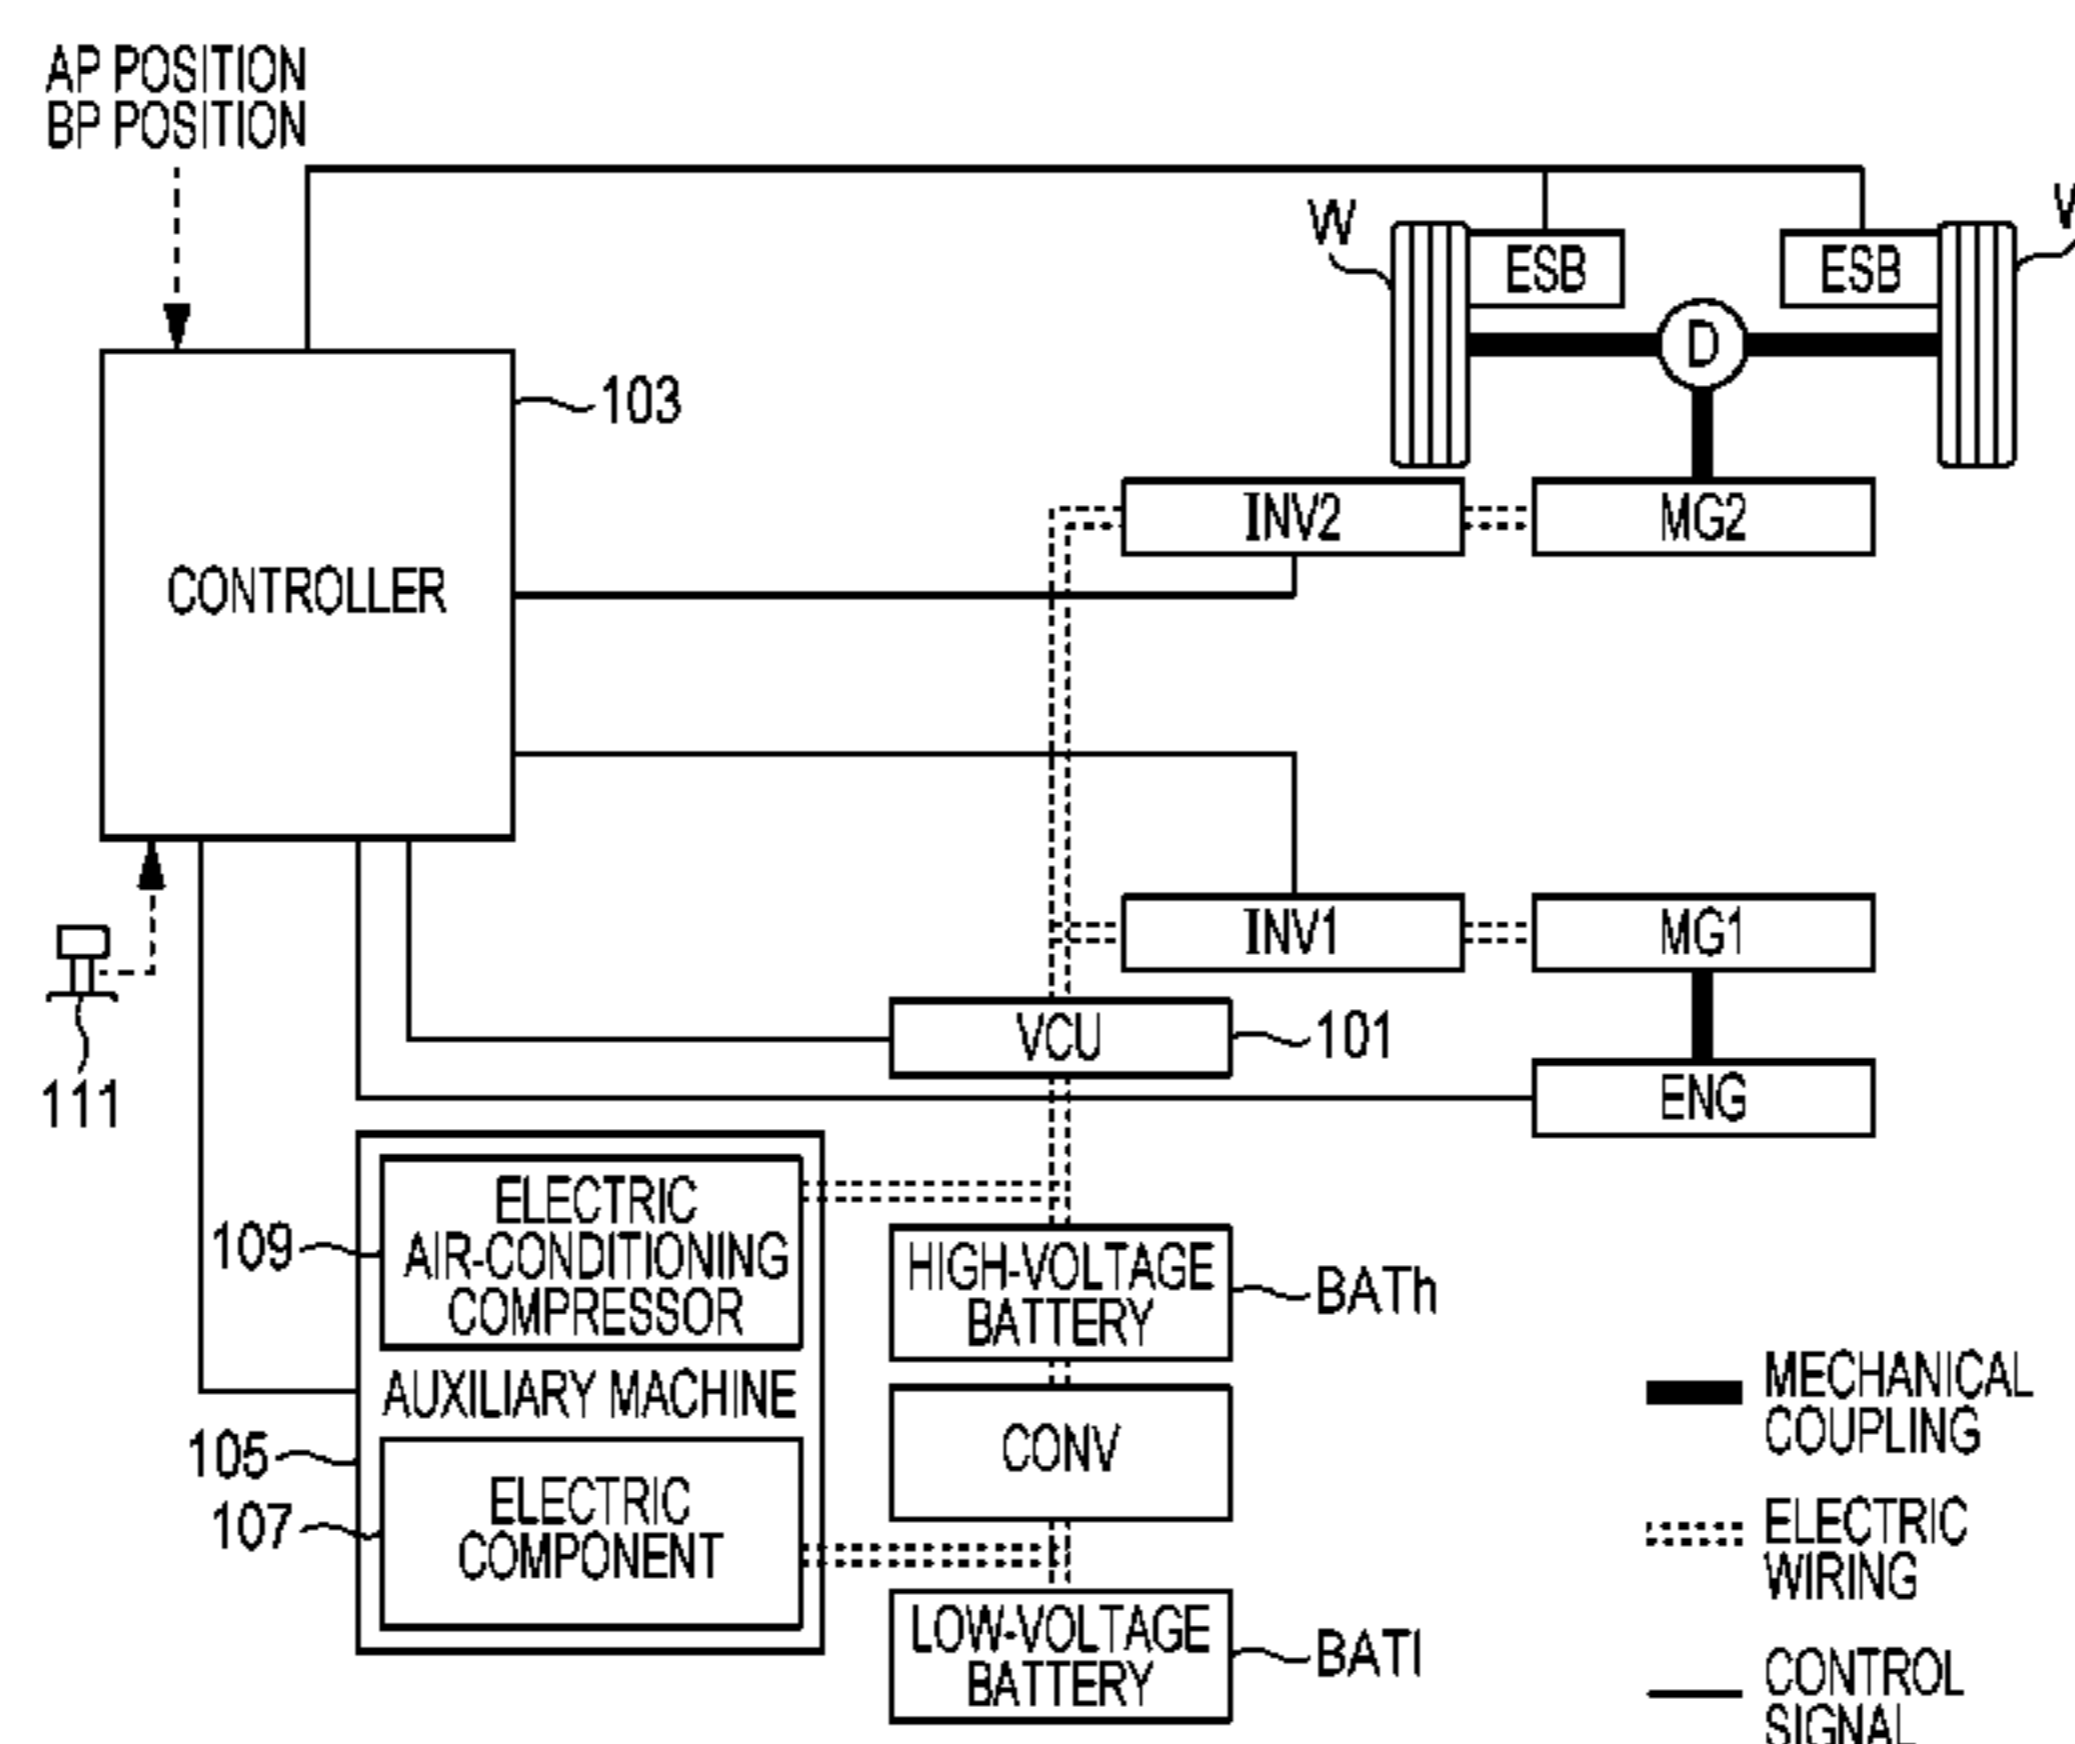 AP POSITION
BP POSITION
W
ESB
ESB
D
103
INV2
MG2
CONTROLLER
INV1
MG1
VCU
101
111
ENG
ELECTRIC
AIR-CONDITIONING
COMPRESSOR
109
HIGH-VOLTAGE
BATTERY
BATh
AUXILIARY MACHINE
105
CONV
MECHANICAL
COUPLING
107
ELECTRIC
COMPONENT
ELECTRIC
WIRING
LOW-VOLTAGE
BATTERY
BATl
CONTROL
SIGNAL